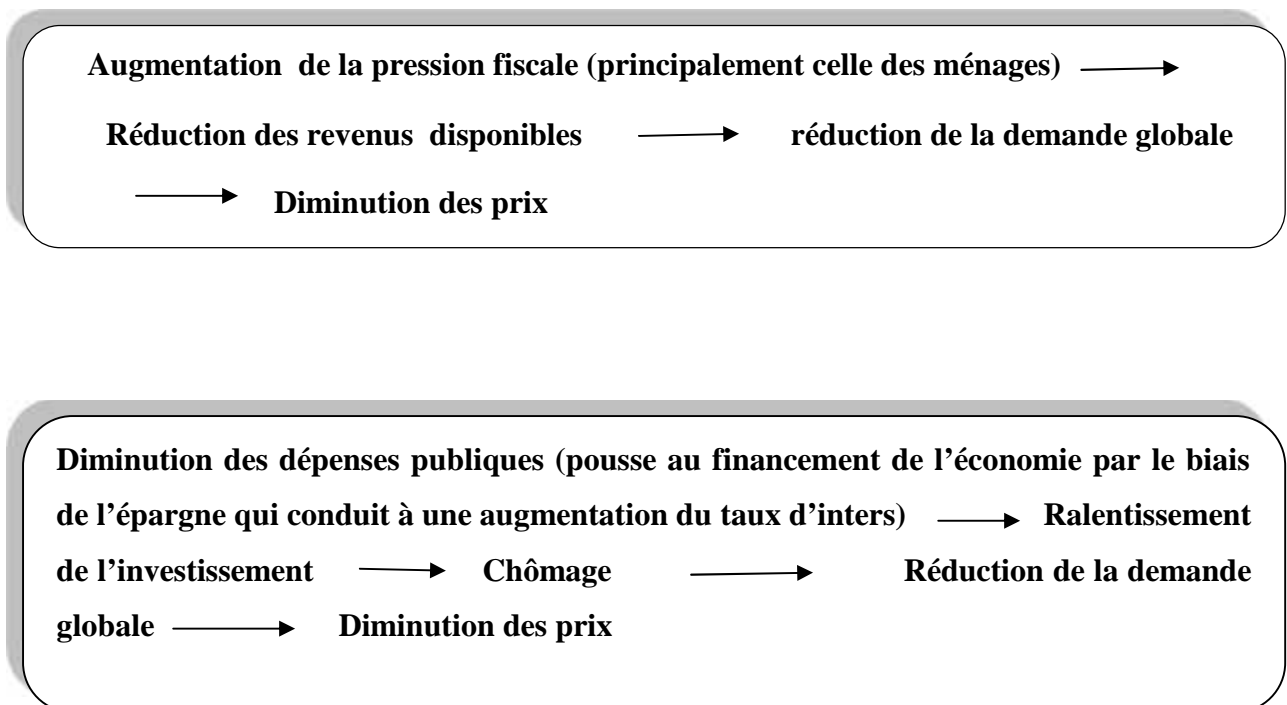 Augmentation de la pression fiscale (principalement celle des ménages) →
Réduction des revenus disponibles → réduction de la demande globale
→ Diminution des prix
Diminution des dépenses publiques (pousse au financement de l’économie par le biais
de l’épargne qui conduit à une augmentation du taux d’inters) → Ralentissement
de l’investissement → Chômage → Réduction de la demande
globale → Diminution des prix